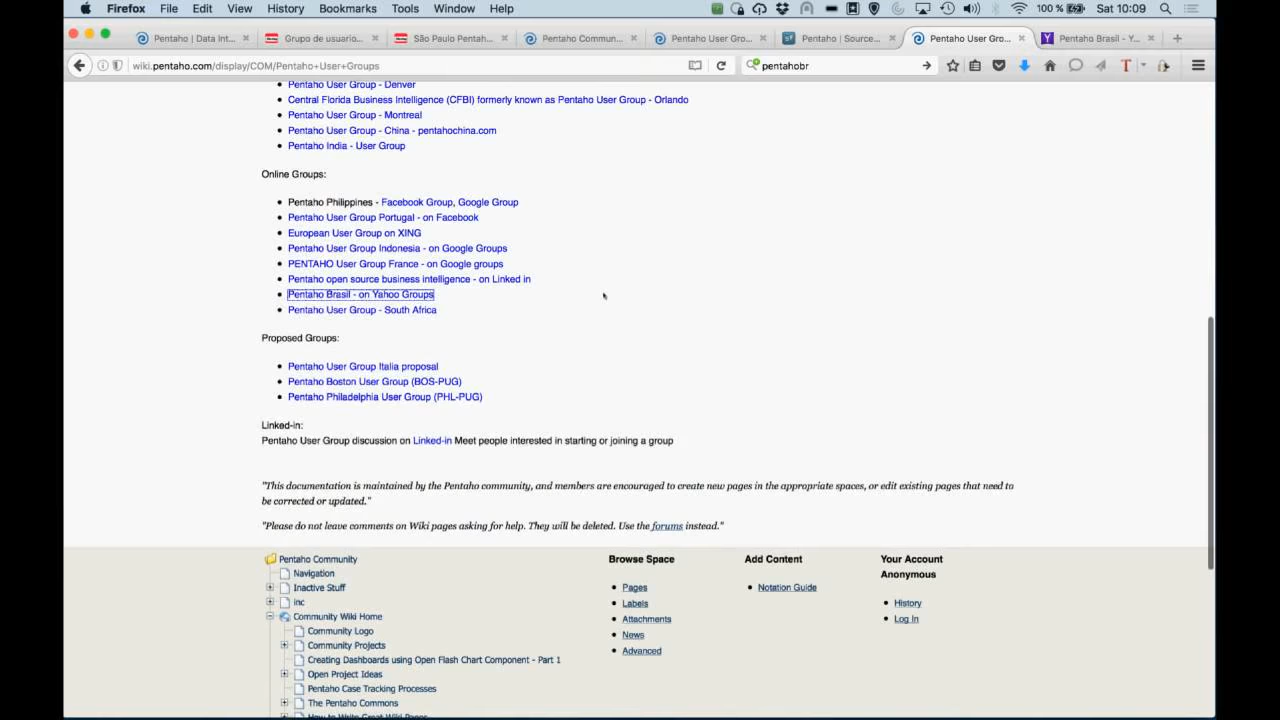 Firefox File Edit View History Bookmarks Tools Window Help 100 % Sat 10:09
Pentaho | Data Int... Grupo de usuario... São Paulo Pentah... Pentaho Commun... Pentaho User Gro... Pentaho | Source... Pentaho User Gro... Pentaho Brasil - Y...
wiki.pentaho.com/display/COM/Pentaho+User+Groups pentahobr
Pentaho User Group - Denver
Central Florida Business Intelligence (CFBI) formerly known as Pentaho User Group - Orlando
Pentaho User Group - Montreal
Pentaho User Group - China - pentahochina.com
Pentaho India - User Group
Online Groups:
Pentaho Philippines - Facebook Group, Google Group
Pentaho User Group Portugal - on Facebook
European User Group on XING
Pentaho User Group Indonesia - on Google Groups
PENTAHO User Group France - on Google groups
Pentaho open source business intelligence - on Linked in
Pentaho Brasil - on Yahoo Groups
Pentaho User Group - South Africa
Proposed Groups:
Pentaho User Group Italia proposal
Pentaho Boston User Group (BOS-PUG)
Pentaho Philadelphia User Group (PHL-PUG)
Linked-in:
Pentaho User Group discussion on Linked-in Meet people interested in starting or joining a group
"This documentation is maintained by the Pentaho community, and members are encouraged to create new pages in the appropriate spaces, or edit existing pages that need to
be corrected or updated."
"Please do not leave comments on Wiki pages asking for help. They will be deleted. Use the forums instead."
Pentaho Community
Navigation
Inactive Stuff
inc
Community Wiki Home
Community Logo
Community Projects
Creating Dashboards using Open Flash Chart Component - Part 1
Open Project Ideas
Pentaho Case Tracking Processes
The Pentaho Commons
How to Write Great Wiki Pages
Browse Space
Pages
Labels
Attachments
News
Advanced
Add Content
Notation Guide
Your Account
Anonymous
History
Log In